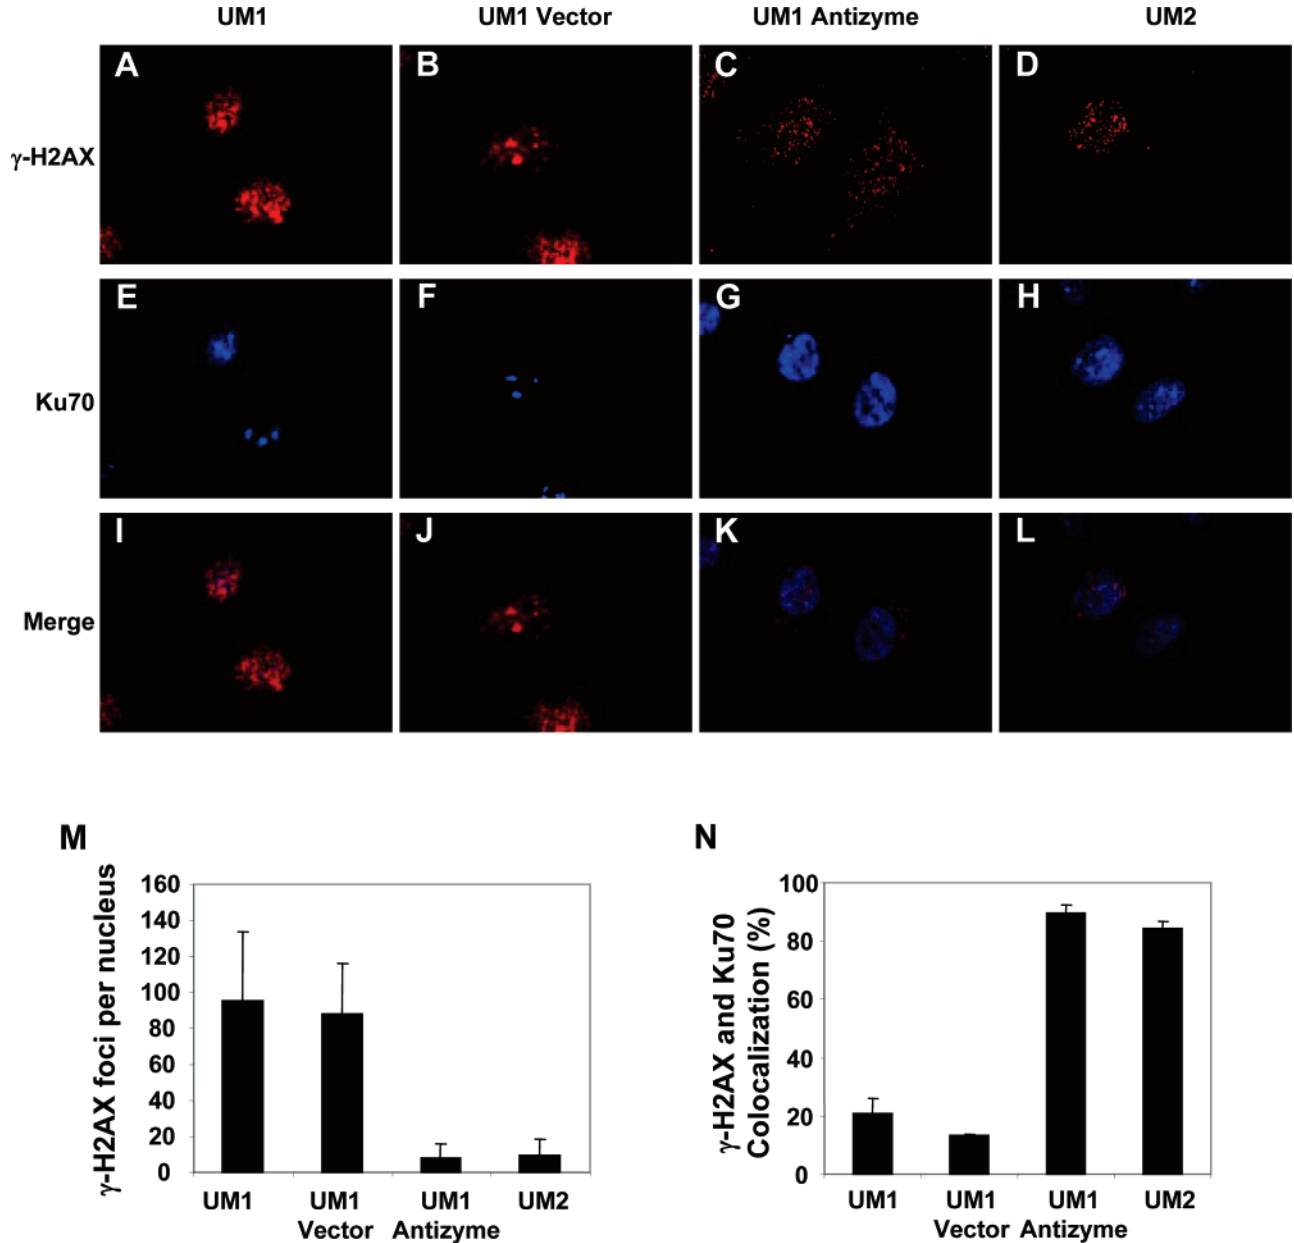 UM1 UM1 Vector UM1 Antizyme UM2
γ-H2AX A B C D
Ku70 E F G H
Merge I J K L
M
γ-H2AX foci per nucleus
160
140
120
100
80
60
40
20
0
UM1 UM1 UM1 UM2
Vector Antizyme
N
γ-H2AX and Ku70
Colocalization (%)
100
80
60
40
20
0
UM1 UM1 UM1 UM2
Vector Antizyme